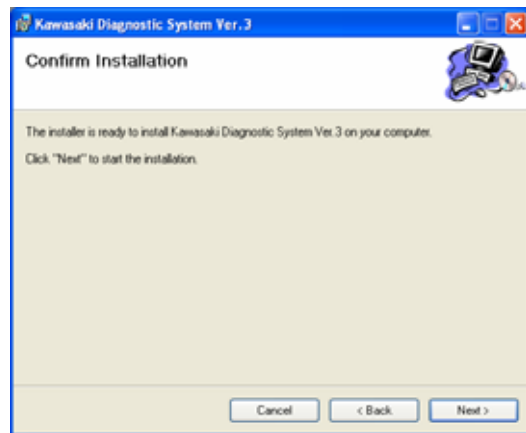 Kawasaki Diagnostic System Ver. 3
Confirm Installation
The installer is ready to install Kawasaki Diagnostic System Ver.3 on your computer.
Click "Next" to start the installation.
Cancel
< Back
Next >